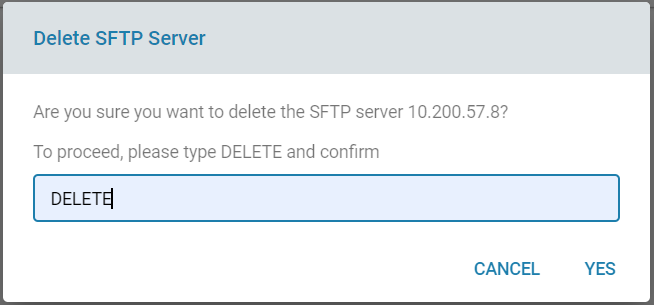 Delete SFTP Server
Are you sure you want to delete the SFTP server 10.200.57.8?
To proceed, please type DELETE and confirm
DELETE
CANCEL YES